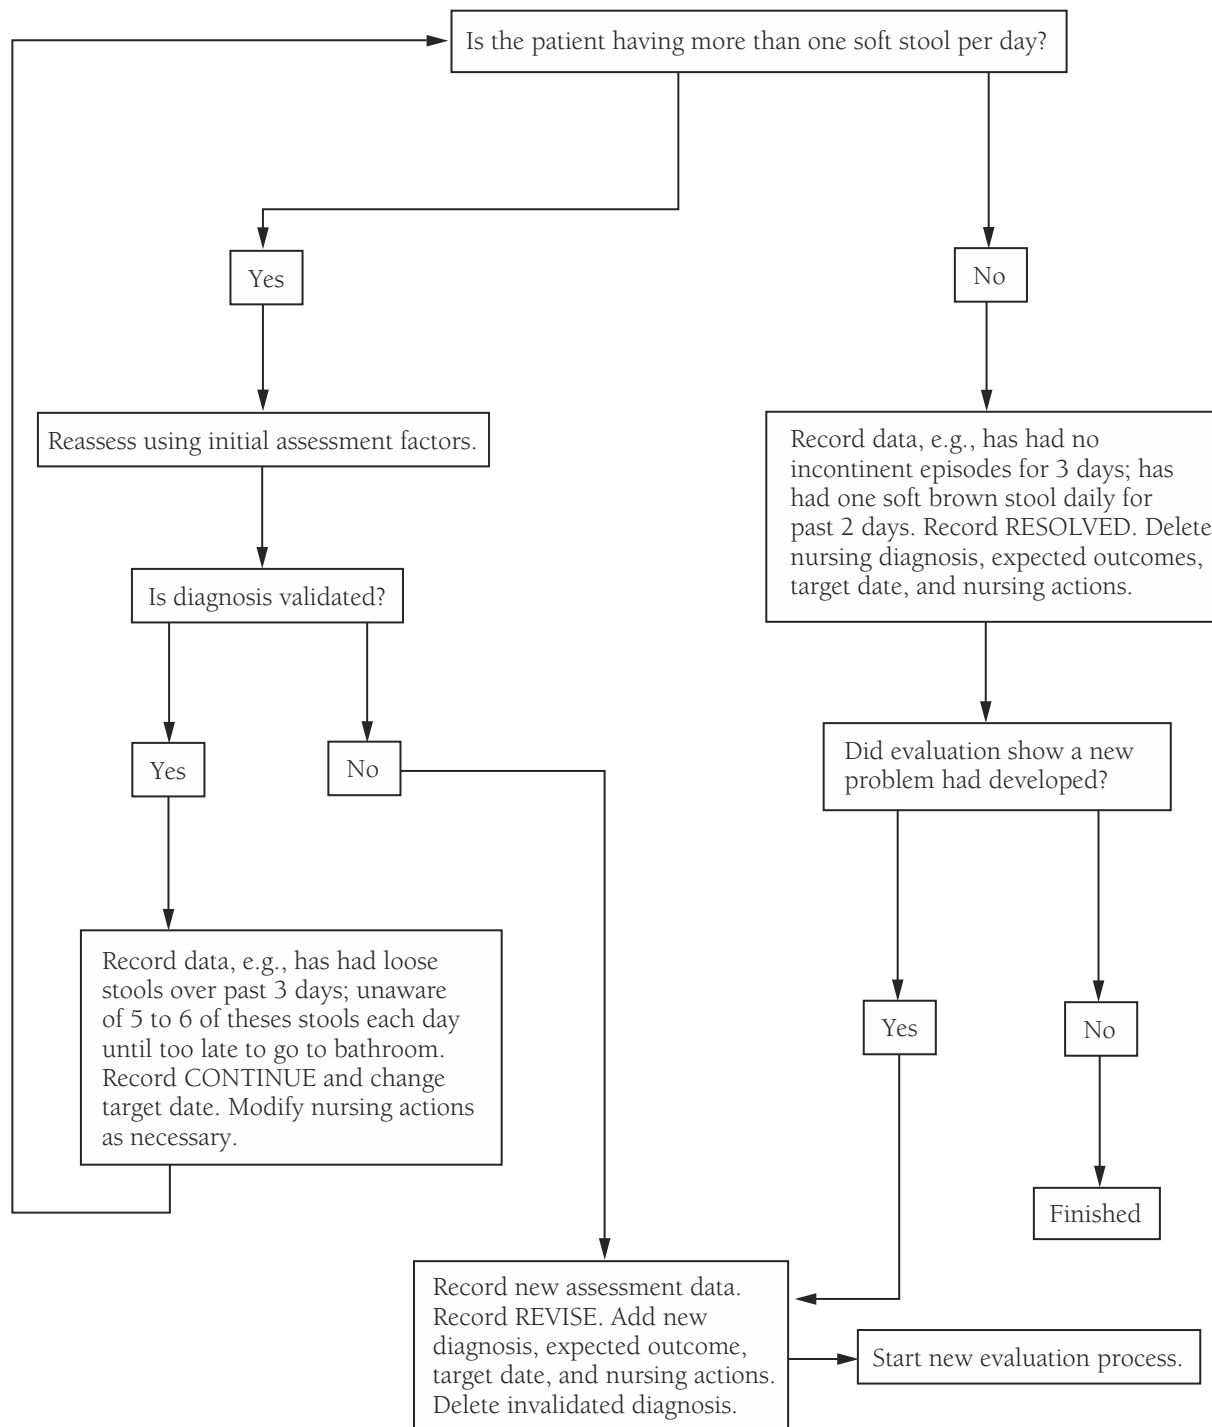 Is the patient having more than one soft stool per day?
Yes
No
Reassess using initial assessment factors.
Record data, e.g., has had no
incontinent episodes for 3 days; has
had one soft brown stool daily for
past 2 days. Record RESOLVED. Delete
nursing diagnosis, expected outcomes,
target date, and nursing actions.
Is diagnosis validated?
Yes
No
Did evaluation show a new
problem had developed?
Record data, e.g., has had loose
stools over past 3 days; unaware
of 5 to 6 of theses stools each day
until too late to go to bathroom.
Record CONTINUE and change
target date. Modify nursing actions
as necessary.
Yes
No
Finished
Record new assessment data.
Record REVISE. Add new
diagnosis, expected outcome,
target date, and nursing actions.
Delete invalidated diagnosis.
Start new evaluation process.